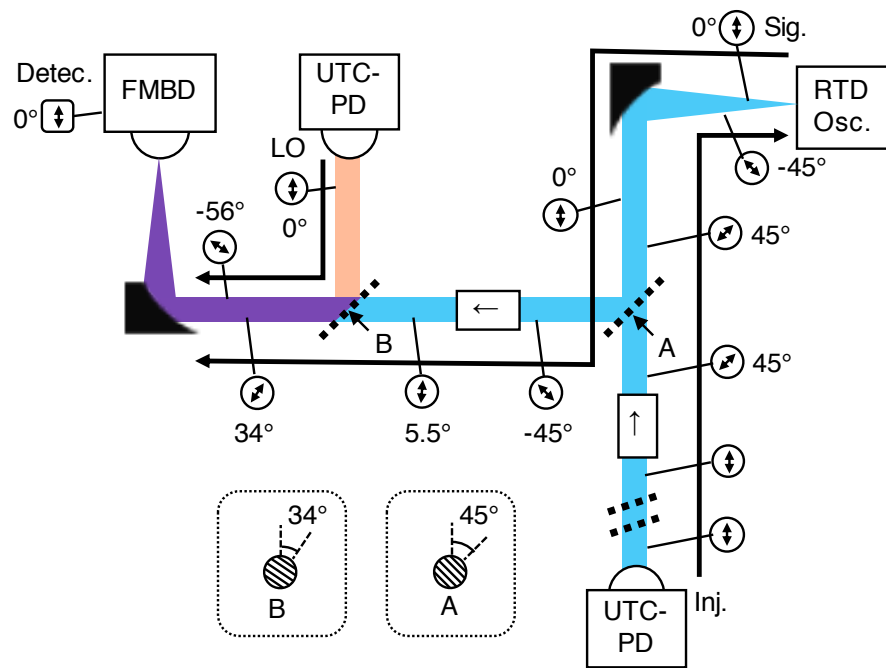 Detec.
0°
FMBD
UTC-
PD
LO
0°
-56°
B
34°
5.5°
-45°
0° Sig.
RTD
Osc.
-45°
0°
45°
A
45°
Inj.
UTC-
PD
34°
B
45°
A